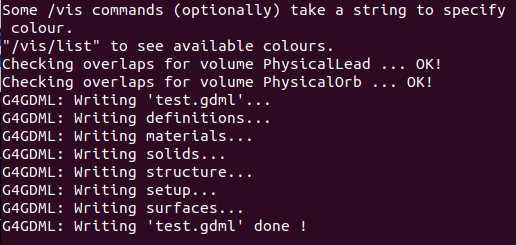 Some /vis commands (optionally) take a string to specify
 colour.
"/vis/list" to see available colours.
Checking overlaps for volume PhysicalLead ... OK!
Checking overlaps for volume PhysicalOrb ... OK!
G4GDML: Writing 'test.gdml'...
G4GDML: Writing definitions...
G4GDML: Writing materials...
G4GDML: Writing solids...
G4GDML: Writing structure...
G4GDML: Writing setup...
G4GDML: Writing surfaces...
G4GDML: Writing 'test.gdml' done !